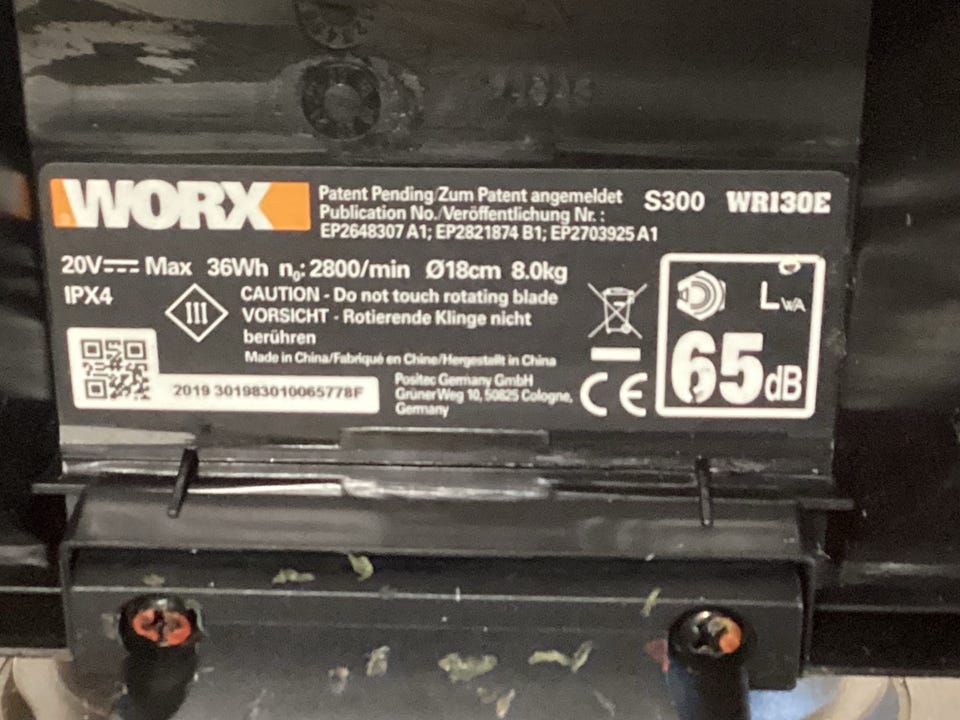 WORX
Patent Pending/Zum Patent angemeldet
Publication No./Veröffentlichung Nr. :
EP2648307 A1; EP2821874 B1; EP2703925 A1
S300 WR130E
20V Max 36Wh n₀: 2800/min Ø18cm 8.0kg
IPX4
III
CAUTION - Do not touch rotating blade
VORSICHT - Rotierende Klinge nicht
berühren
Made in China/Fabriqué en Chine/Hergestellt in China
2019 301983010065778F
Positec Germany GmbH
Grüner Weg 10, 50825 Cologne,
Germany
CE
LWA
65dB